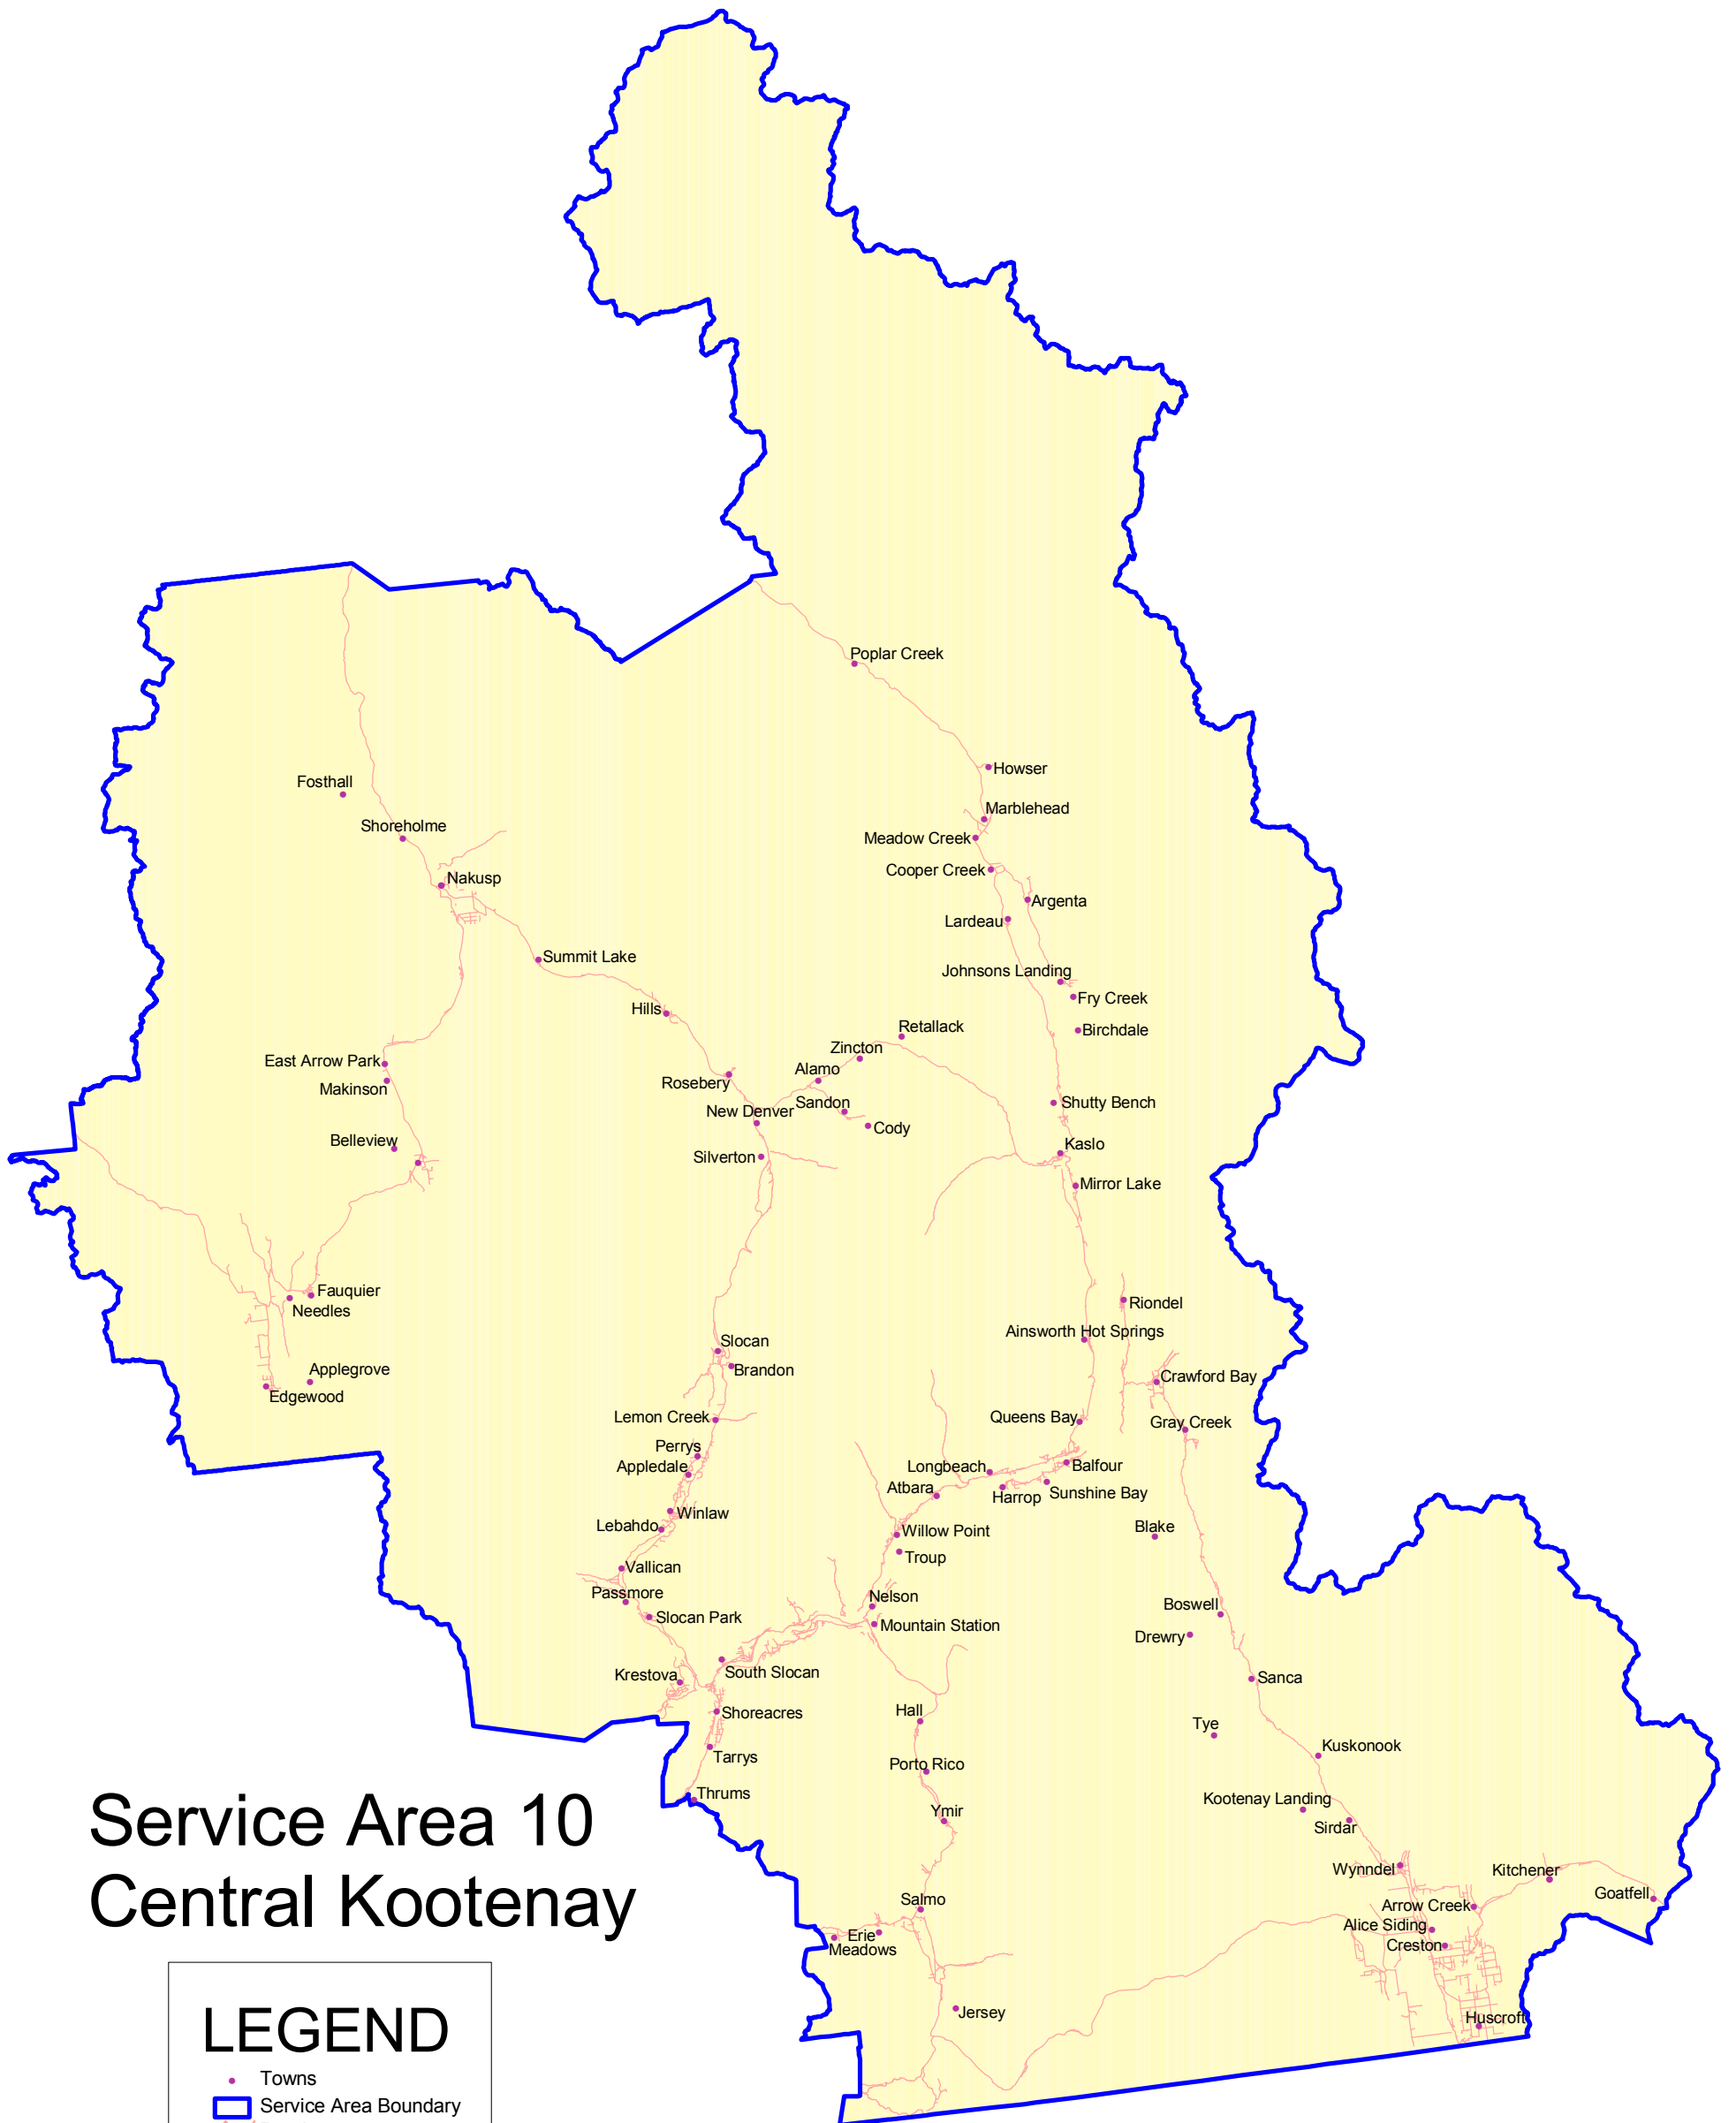 Poplar Creek
Howser
Fosthall
Marblehead
Shoreholme
Meadow Creek
Cooper Creek
Nakusp
Argenta
Lardeau
Summit Lake
Johnsons Landing
Fry Creek
Hills
Retallack
Birchdale
Zincton
East Arrow Park
Alamo
Rosebery
Makinson
Sandon
Shutty Bench
New Denver
Cody
Belleview
Kaslo
Silverton
Mirror Lake
Fauquier
Riondel
Needles
Ainsworth Hot Springs
Slocan
Applegrove
Brandon
Crawford Bay
Edgewood
Lemon Creek
Queens Bay
Gray Creek
Perrys
Appledale
Longbeach
Balfour
Atbara
Harrop
Sunshine Bay
Winlaw
Lebahdo
Willow Point
Blake
Troup
Vallican
Passmore
Nelson
Boswell
Slocan Park
Mountain Station
Drewry
South Slocan
Krestova
Sanca
Hall
Shoreacres
Tye
Kuskonook
Tarrys
Porto Rico
Thrums
Kootenay Landing
Ymir
Sirdar
Service Area 10
Central Kootenay
Wynndel
Kitchener
Goatfell
Salmo
Arrow Creek
Alice Siding
Erie
Creston
Meadows
Jersey
Huscroft
LEGEND
Towns
Service Area Boundary